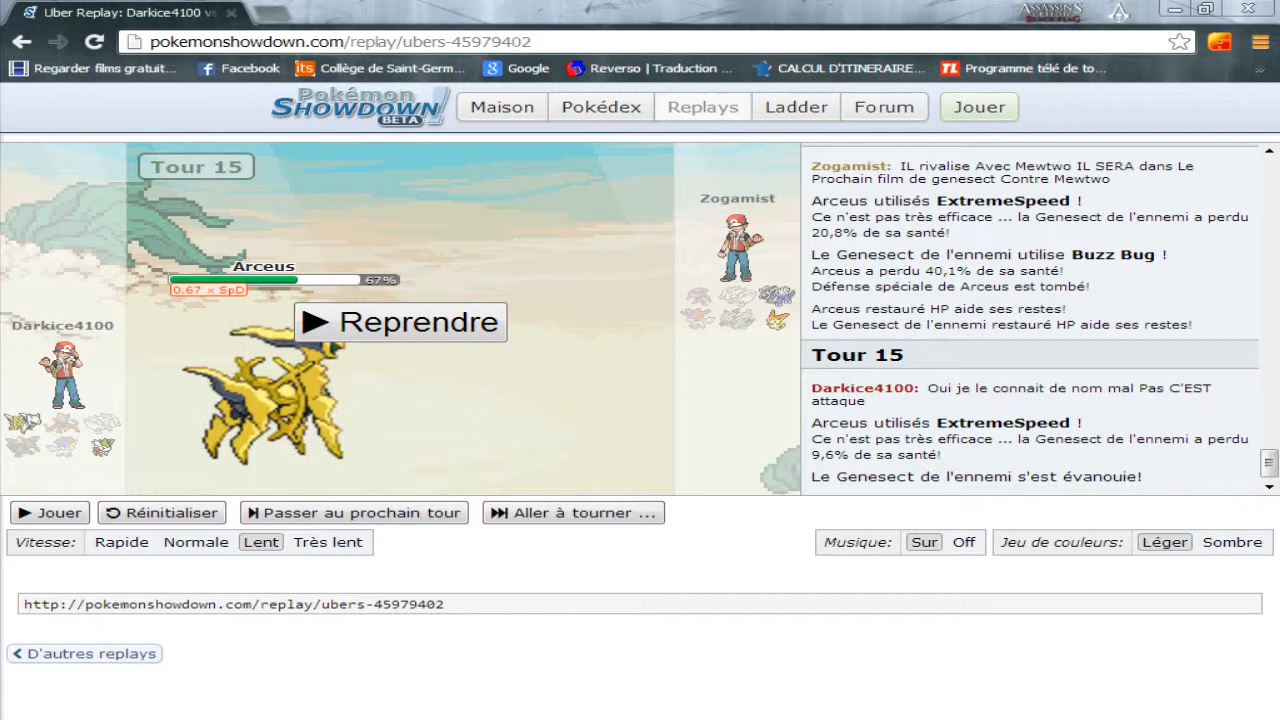 Uber Replay: Darkice4100 vs
ASSASSIN'S
BLACK FLAG
pokemonshowdown.com/replay/ubers-45979402
Regarder films gratuit... Facebook its Collège de Saint-Germ... Google Reverso | Traduction ... CALCUL D'ITINERAIRE... TL Programme télé de to...
Pokémon
SHOWDOWN!
BETA
Maison Pokédex Replays Ladder Forum Jouer
Tour 15
Zogamist
Arceus
67%
0.67 × SpD
Reprendre
Darkice4100
Zogamist: IL rivalise Avec Mewtwo IL SERA dans Le
Prochain film de genesect Contre Mewtwo
Arceus utilisés ExtremeSpeed !
Ce n'est pas très efficace ... la Genesect de l'ennemi a perdu
20,8% de sa santé!
Le Genesect de l'ennemi utilise Buzz Bug !
Arceus a perdu 40,1% de sa santé!
Défense spéciale de Arceus est tombé!
Arceus restauré HP aide ses restes!
Le Genesect de l'ennemi restauré HP aide ses restes!
Tour 15
Darkice4100: Oui je le connait de nom mal Pas C'EST
attaque
Arceus utilisés ExtremeSpeed !
Ce n'est pas très efficace ... la Genesect de l'ennemi a perdu
9,6% de sa santé!
Le Genesect de l'ennemi s'est évanouie!
Jouer Réinitialiser Passer au prochain tour Aller à tourner ...
Vitesse: Rapide Normale Lent Très lent Musique: Sur Off Jeu de couleurs: Léger Sombre
http://pokemonshowdown.com/replay/ubers-45979402
D'autres replays